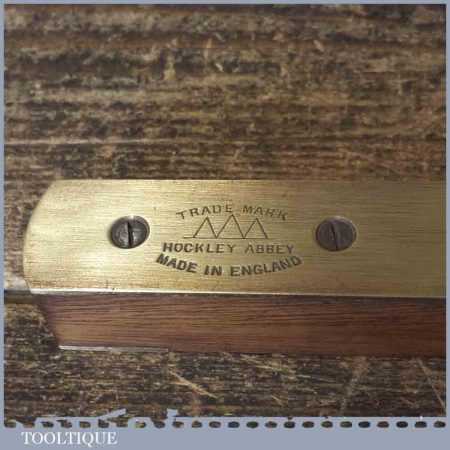 TRADE MARK
HOCKLEY ABBEY
MADE IN ENGLAND
TOOLTIQUE